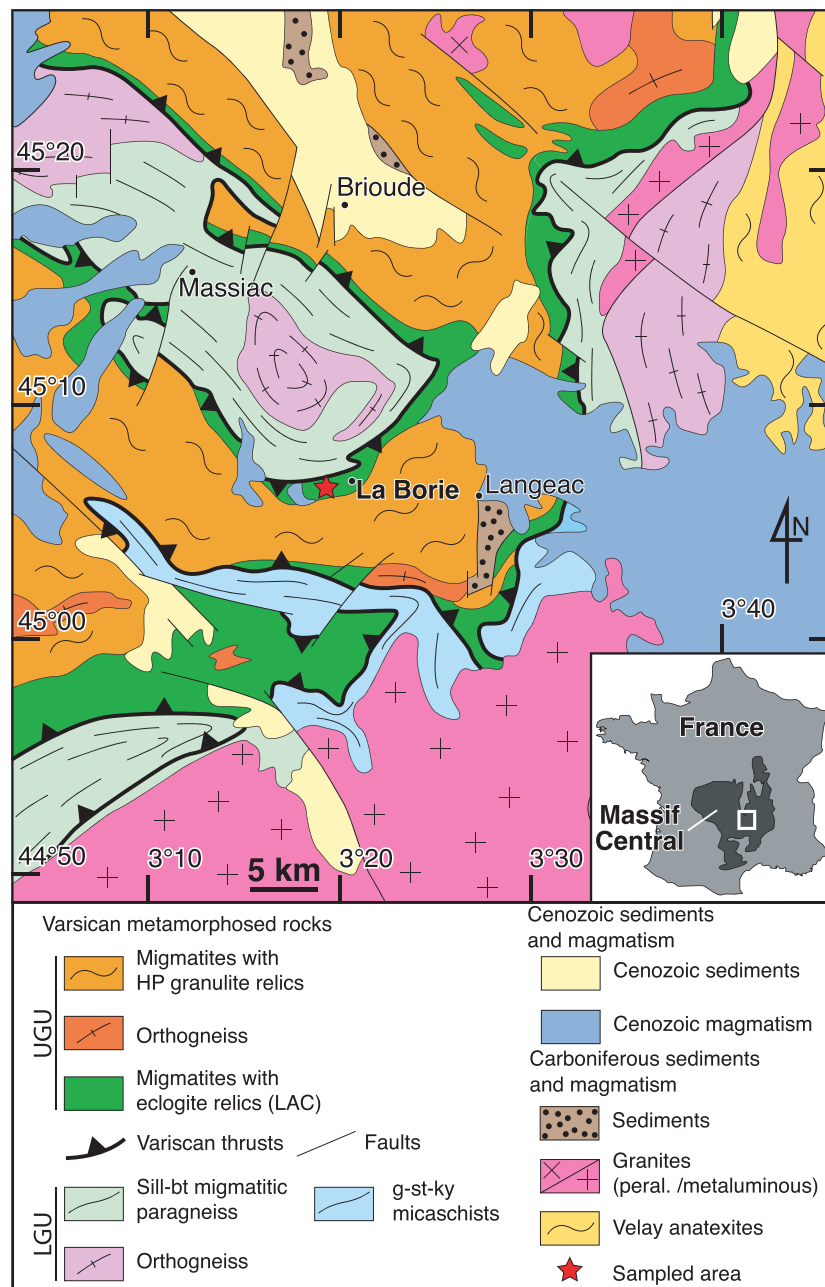 45°20
Brioude
Massiac
45°10
La Borie
Langeac
N
45°00
3°40
France
Massif
Central
44°50
3°10
3°20
3°30
5 km
Varsican metamorphosed rocks
UGU
Migmatites with
HP granulite relics
Orthogneiss
Migmatites with
eclogite relics (LAC)
Variscan thrusts
Faults
LGU
Sill-bt migmatitic
paragneiss
g-st-ky
micaschists
Orthogneiss
Cenozoic sediments
and magmatism
Cenozoic sediments
Cenozoic magmatism
Carboniferous sediments
and magmatism
Sediments
Granites
(peral. /metaluminous)
Velay anatexites
Sampled area